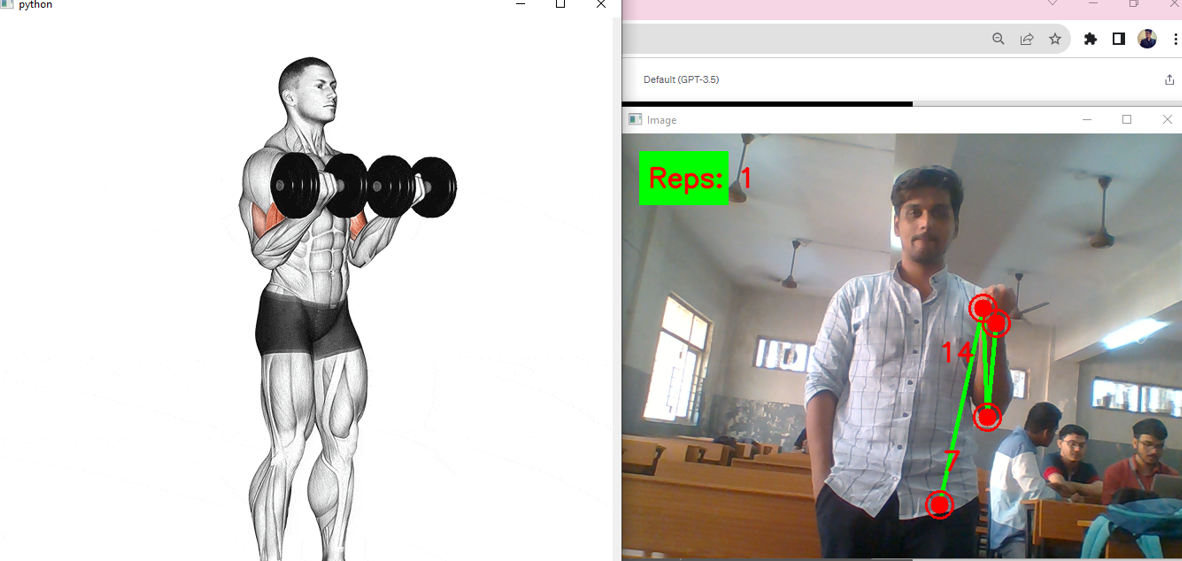 python
Default (GPT-3.5)
Image
Reps: 1
14
7